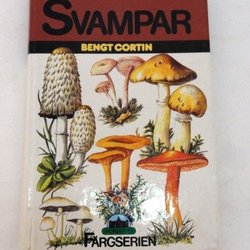 SVAMPAR
BENGT CORTIN
FÄRGSERIEN